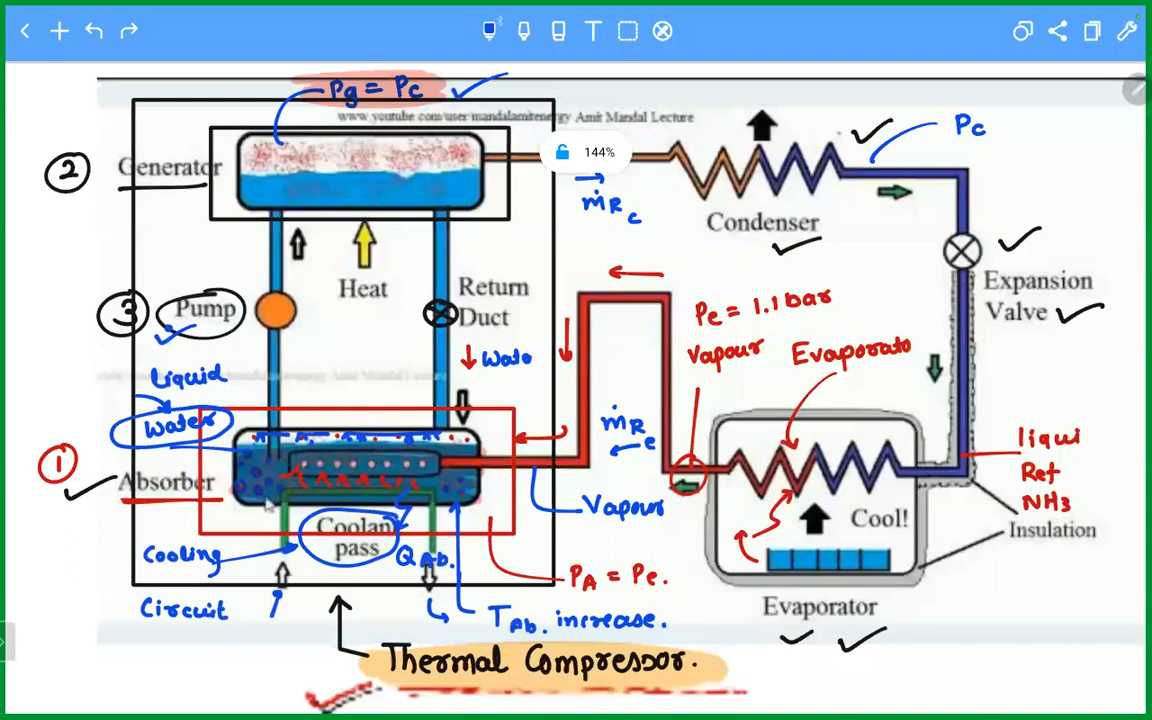 144%
Pg = Pc
www.youtube.com/user/mandalamitenergy Amit Mandal Lecture
Pc
2
Generator
ṁRc
Condenser
Heat
Return
Duct
3
Pump
Expansion
Valve
Pe = 1.1 bar
Vapour
Evaporato
Wate
Liquid
Water
ṁRe
liqui
Ref
NH3
1
Absorber
Vapour
Cool!
Insulation
Coolan
pass
Cooling
QAb.
PA = Pe.
Circuit
TAb. increase.
Evaporator
Thermal Compressor.